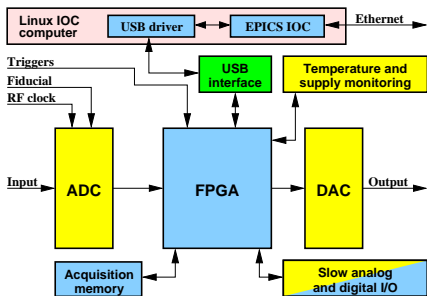 Linux IOC
computer
USB driver
EPICS IOC
Ethernet
Triggers
Fiducial
RF clock
USB
interface
Temperature and
supply monitoring
Input
ADC
FPGA
DAC
Output
Acquisition
memory
Slow analog
and digital I/O